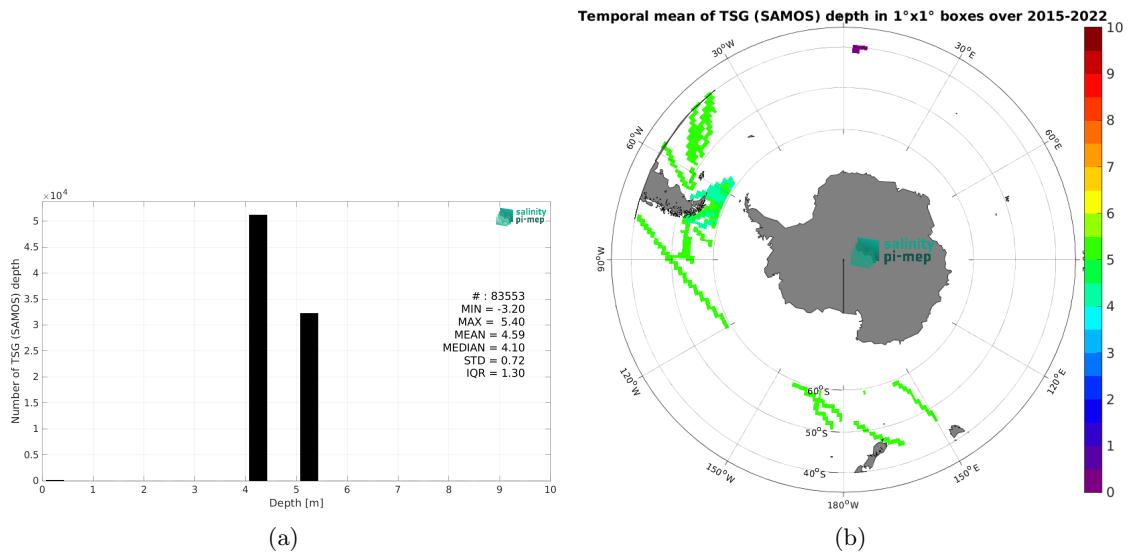 ×10⁴
5
4.5
4
3.5
3
2.5
2
1.5
1
0.5
0
0 1 2 3 4 5 6 7 8 9 10
Number of TSG (SAMOS) depth
Depth [m]
salinity
pi-mep
# : 83553
MIN = -3.20
MAX = 5.40
MEAN = 4.59
MEDIAN = 4.10
STD = 0.72
IQR = 1.30
(a)
Temporal mean of TSG (SAMOS) depth in 1°x1° boxes over 2015-2022
30°W
30°E
60°W
60°E
90°W
120°W
120°E
150°W
150°E
180°W
60°S
50°S
40°S
salinity
pi-mep
10
9
8
7
6
5
4
3
2
1
0
(b)